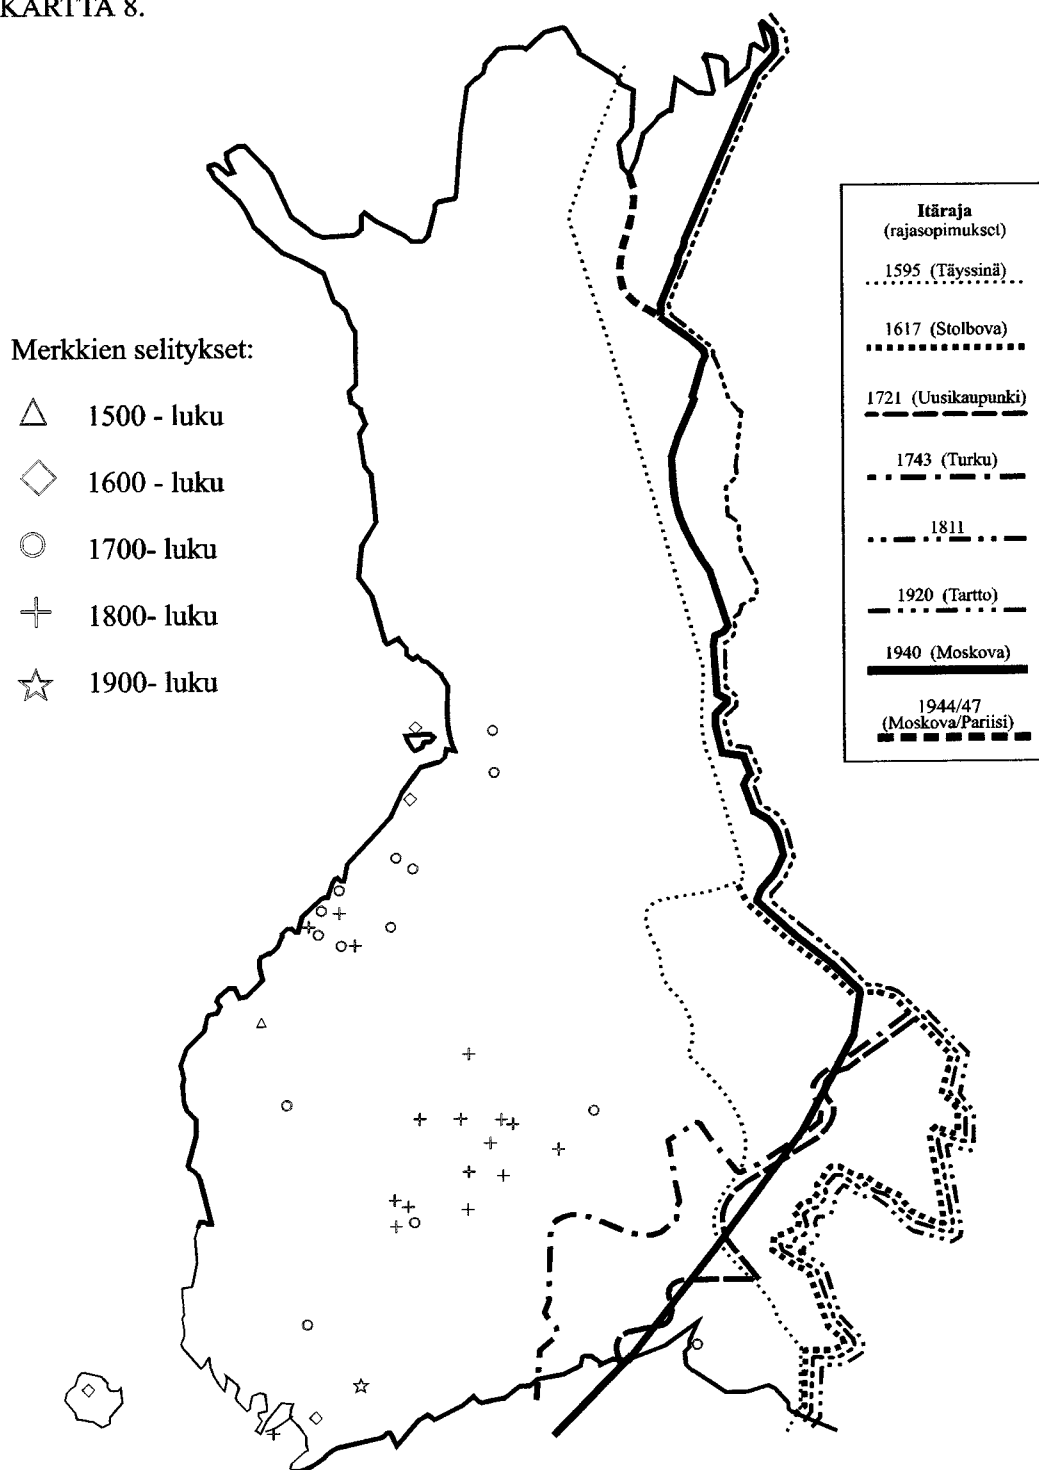 KARTTA 8.
Merkkien selitykset:
1500 - luku
1600 - luku
1700- luku
1800- luku
1900- luku
Itäraja
(rajasopimukset)
1595 (Täyssinä)
1617 (Stolbova)
1721 (Uusikaupunki)
1743 (Turku)
1811
1920 (Tartto)
1940 (Moskova)
1944/47
(Moskova/Pariisi)